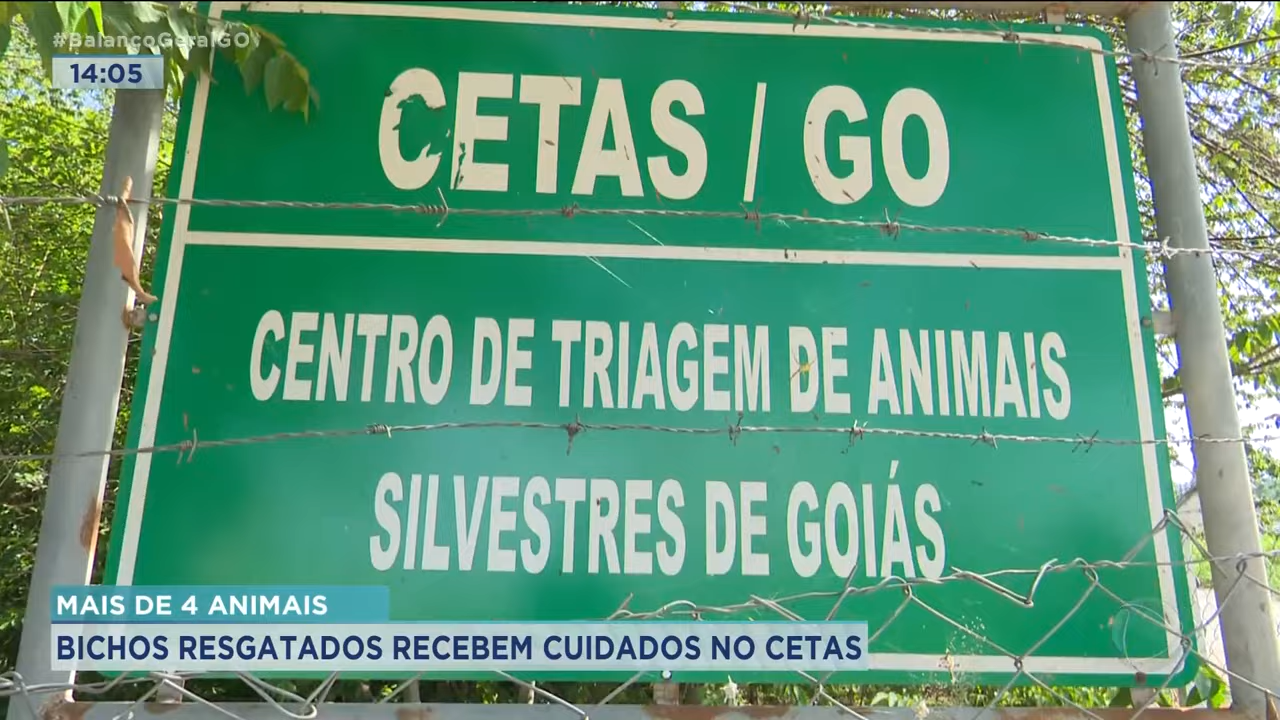 #BalançoGeralGO
14:05
CETAS / GO
CENTRO DE TRIAGEM DE ANIMAIS
SILVESTRES DE GOIÁS
MAIS DE 4 ANIMAIS
BICHOS RESGATADOS RECEBEM CUIDADOS NO CETAS